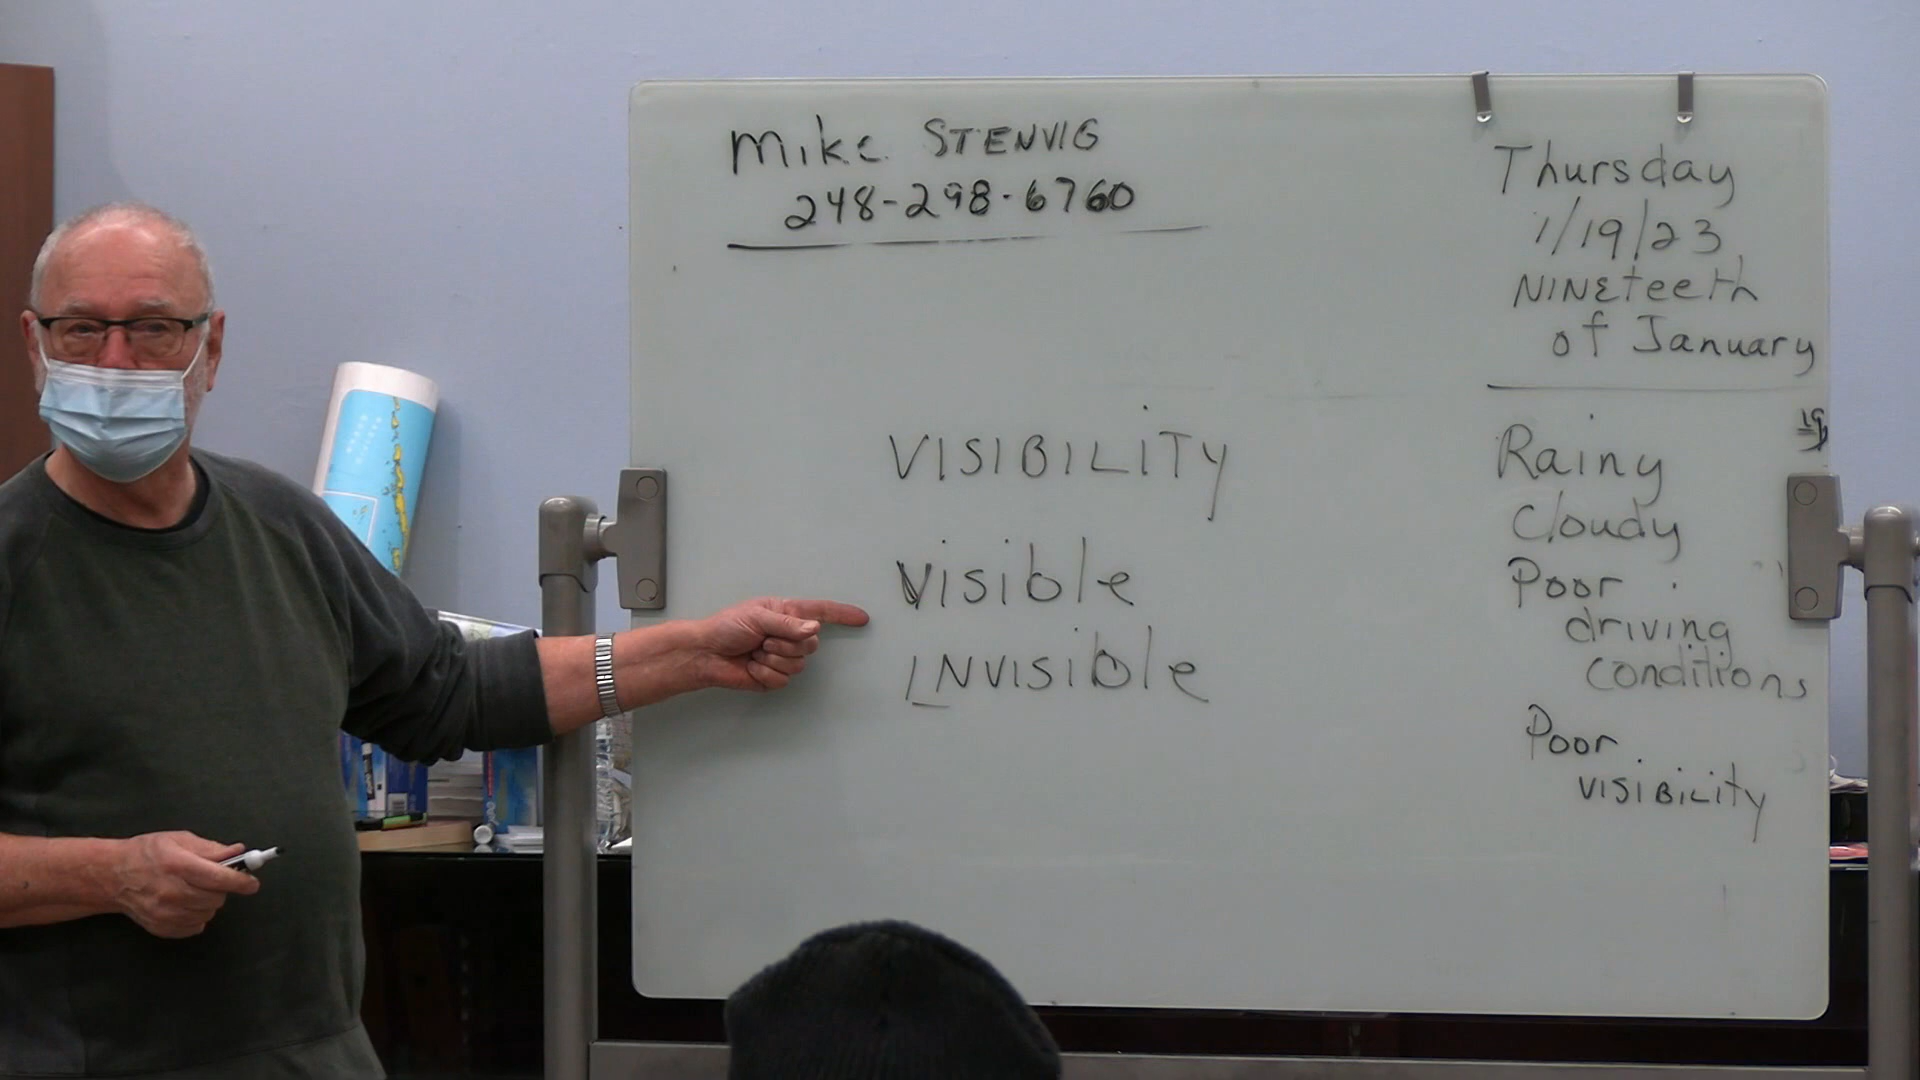 Mike STENVIG
248-298-6760
Thursday
1/19/23
NINEteeth
of January
19
Rainy
Cloudy
Poor
driving
conditions
Poor
visiBiLity
VISIBILiTy
Visible
INvisible